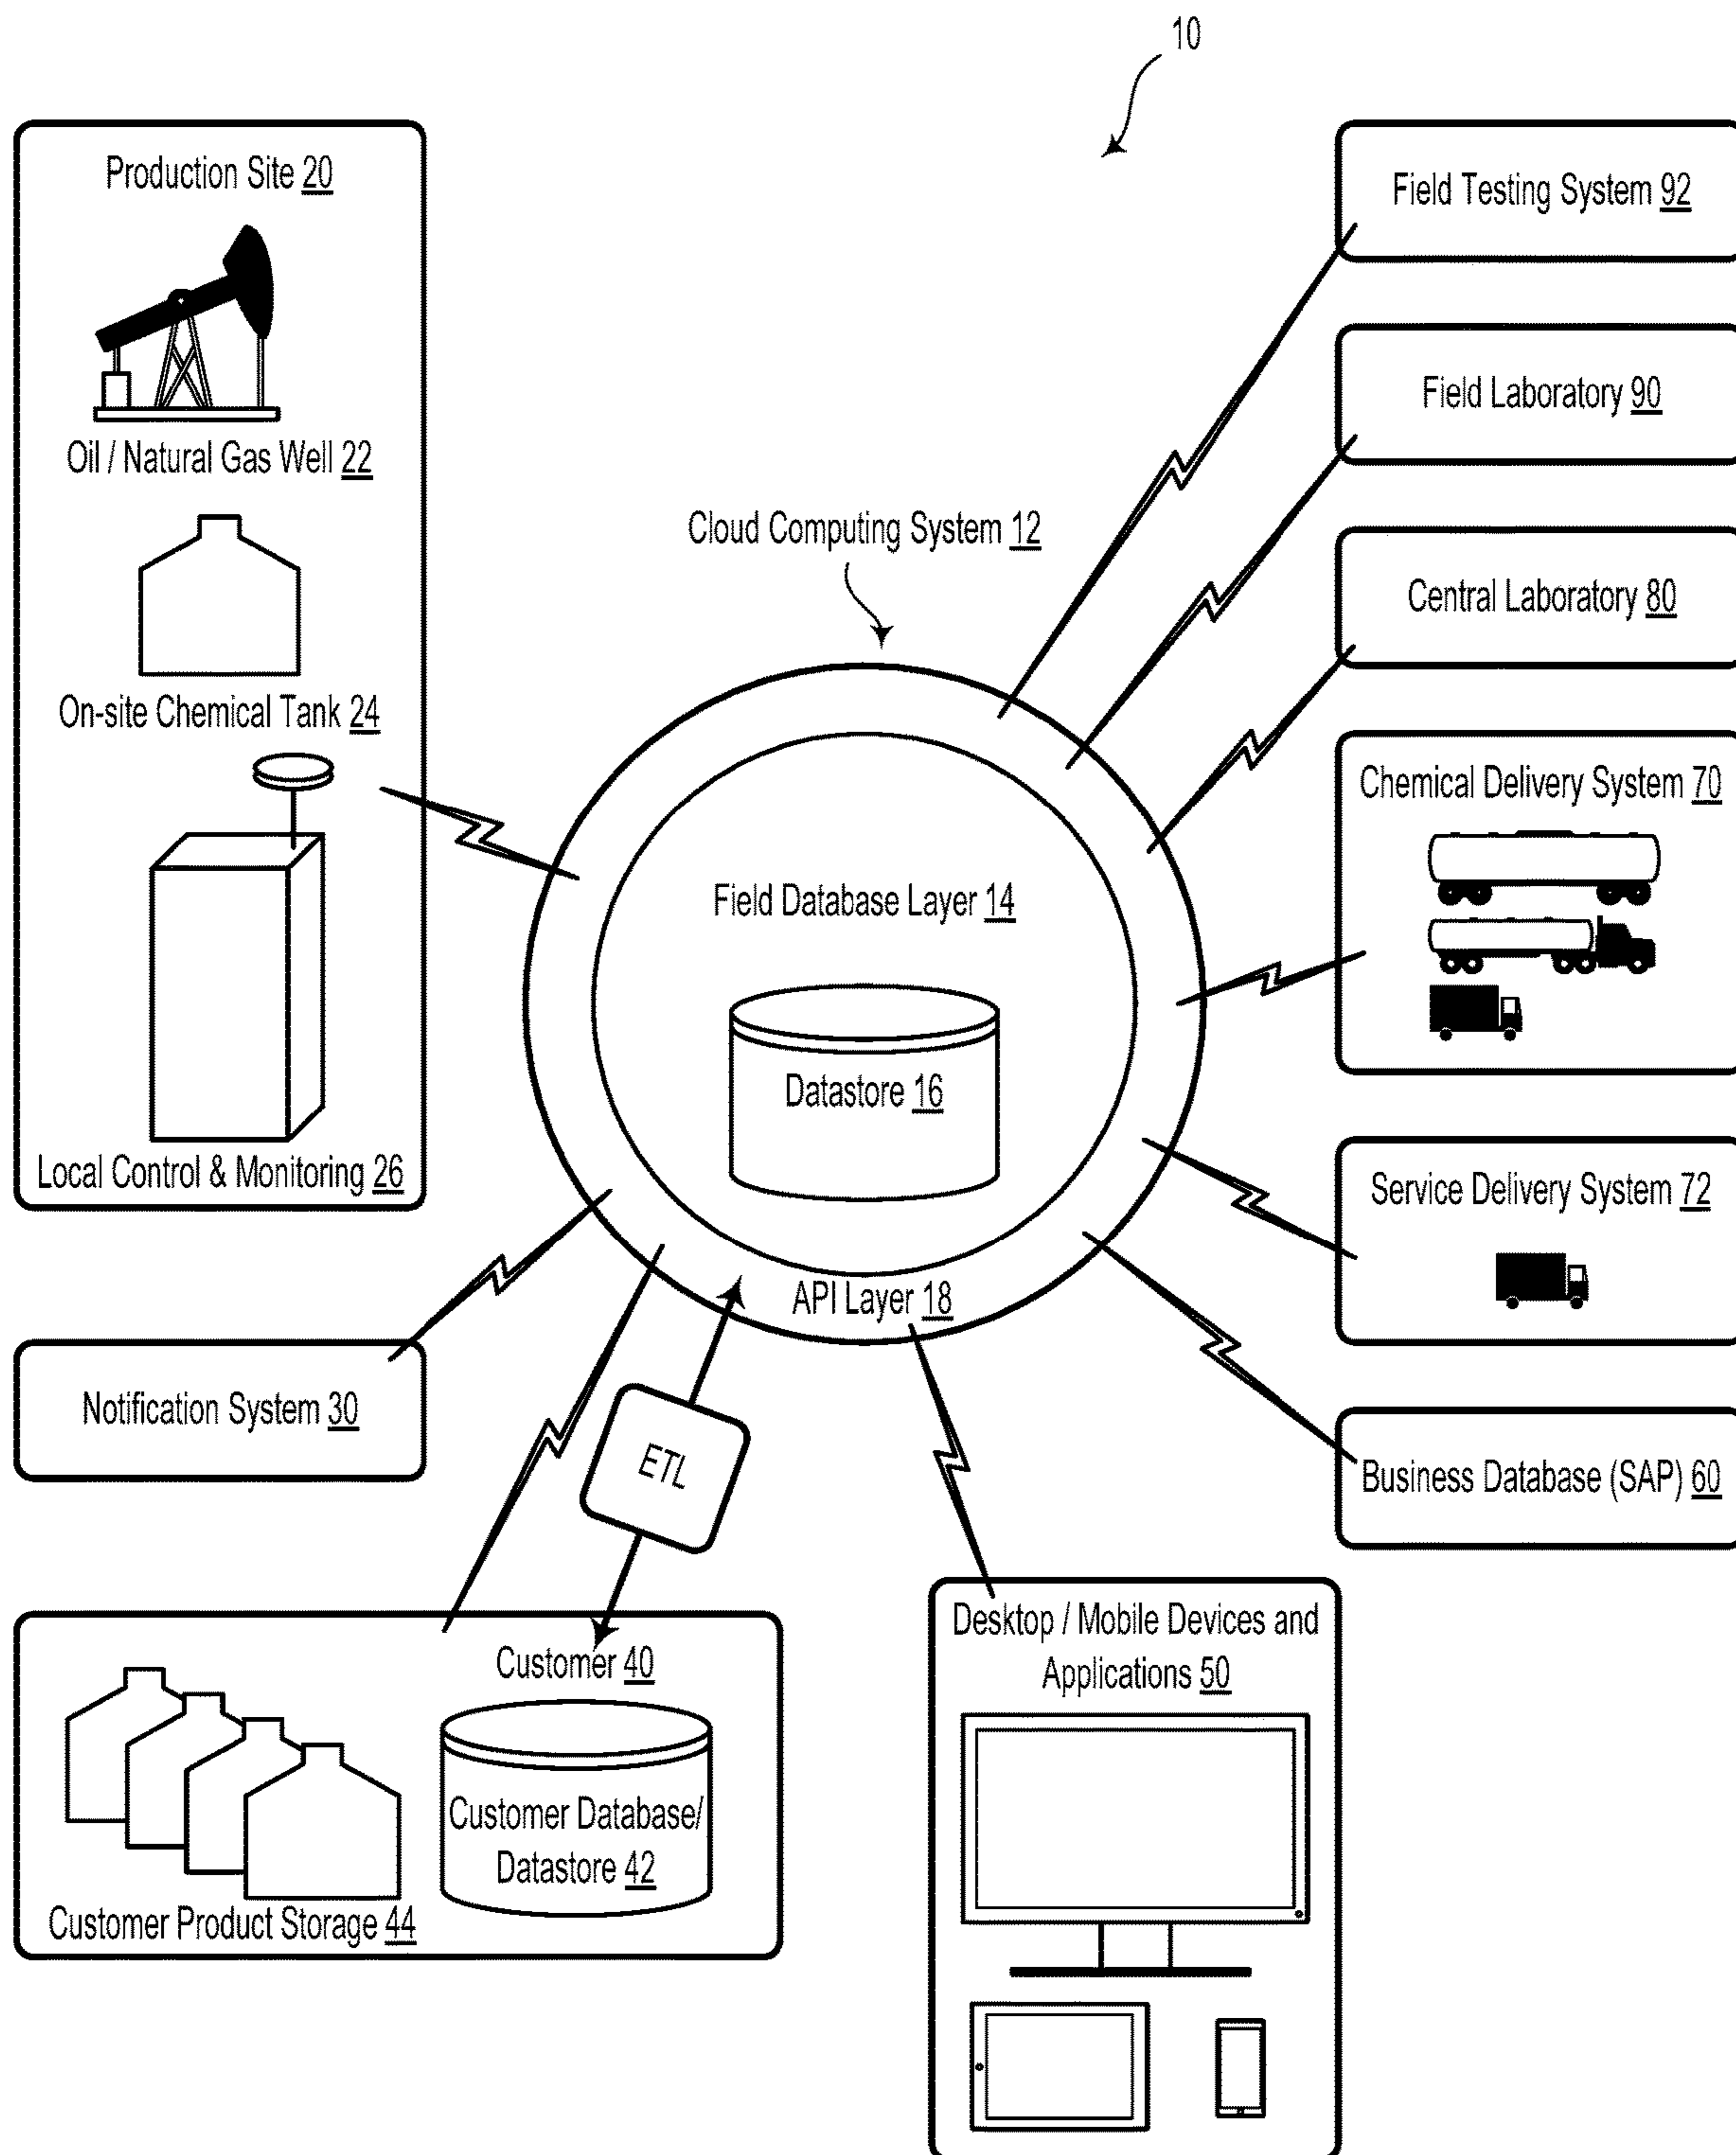 10
Production Site 20
Oil / Natural Gas Well 22
On-site Chemical Tank 24
Local Control & Monitoring 26
Notification System 30
Cloud Computing System 12
Field Database Layer 14
Datastore 16
API Layer 18
ETL
Customer 40
Customer Database/
Datastore 42
Customer Product Storage 44
Desktop / Mobile Devices and
Applications 50
Field Testing System 92
Field Laboratory 90
Central Laboratory 80
Chemical Delivery System 70
Service Delivery System 72
Business Database (SAP) 60